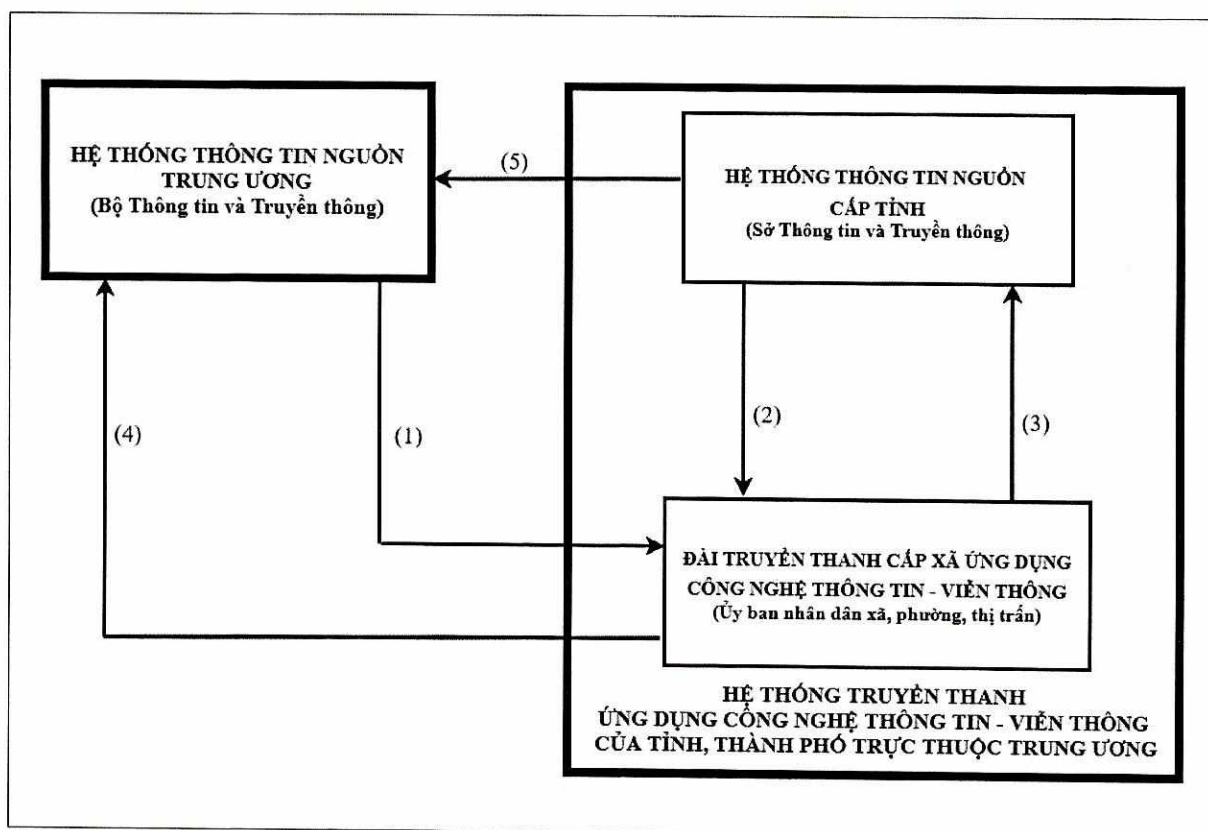 HỆ THỐNG THÔNG TIN NGUỒN
TRUNG ƯƠNG
(Bộ Thông tin và Truyền thông)
(5)
HỆ THỐNG THÔNG TIN NGUỒN
CẤP TỈNH
(Sở Thông tin và Truyền thông)
(4)
(1)
(2)
(3)
ĐÀI TRUYỀN THANH CẤP XÃ ỨNG DỤNG
CÔNG NGHỆ THÔNG TIN - VIỄN THÔNG
(Ủy ban nhân dân xã, phường, thị trấn)
HỆ THỐNG TRUYỀN THANH
ỨNG DỤNG CÔNG NGHỆ THÔNG TIN - VIỄN THÔNG
CỦA TỈNH, THÀNH PHỐ TRỰC THUỘC TRUNG ƯƠNG